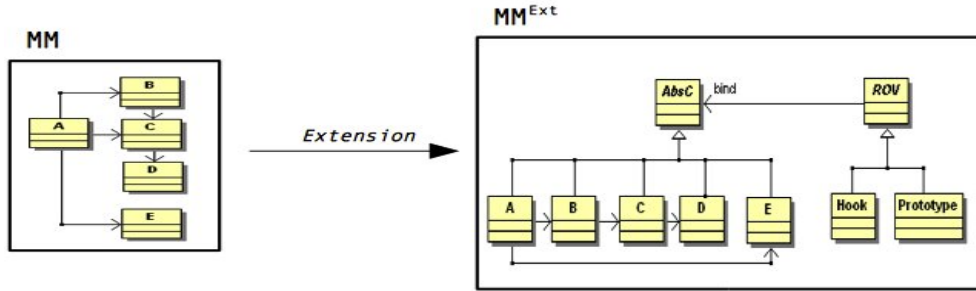 MM
MM^Ext
B
A
C
D
E
Extension
AbsC
bind
ROV
A
B
C
D
E
Hook
Prototype